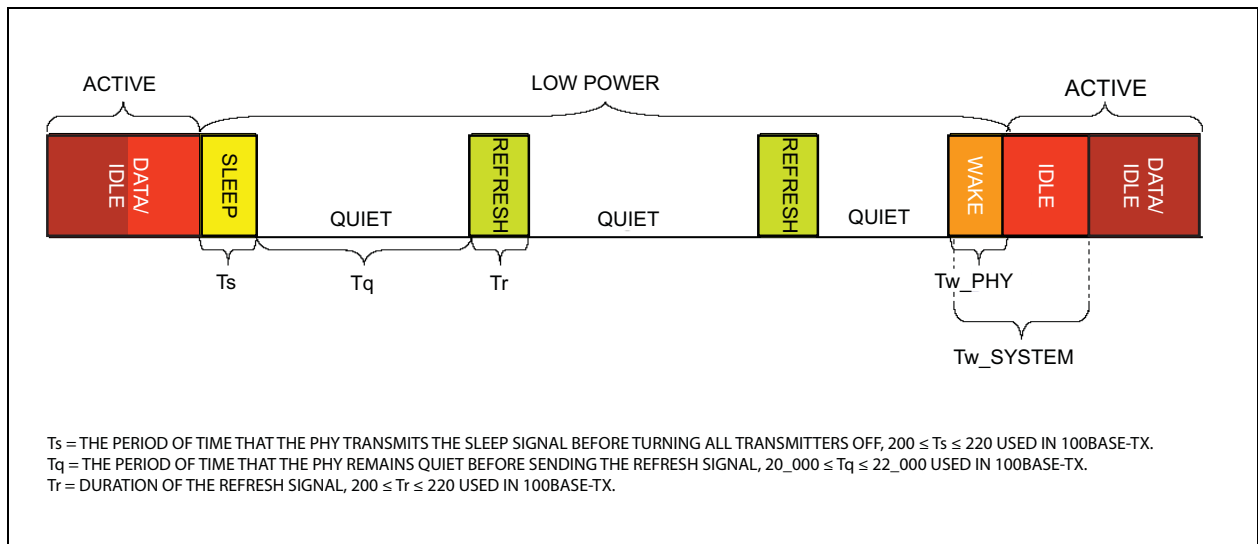 ACTIVE
LOW POWER
ACTIVE
DATA/
IDLE
SLEEP
QUIET
REFRESH
QUIET
REFRESH
QUIET
WAKE
IDLE
DATA/
IDLE
Ts
Tq
Tr
Tw_PHY
Tw_SYSTEM
Ts = THE PERIOD OF TIME THAT THE PHY TRANSMITS THE SLEEP SIGNAL BEFORE TURNING ALL TRANSMITTERS OFF, 200 ≤ Ts ≤ 220 USED IN 100BASE-TX.
Tq = THE PERIOD OF TIME THAT THE PHY REMAINS QUIET BEFORE SENDING THE REFRESH SIGNAL, 20_000 ≤ Tq ≤ 22_000 USED IN 100BASE-TX.
Tr = DURATION OF THE REFRESH SIGNAL, 200 ≤ Tr ≤ 220 USED IN 100BASE-TX.